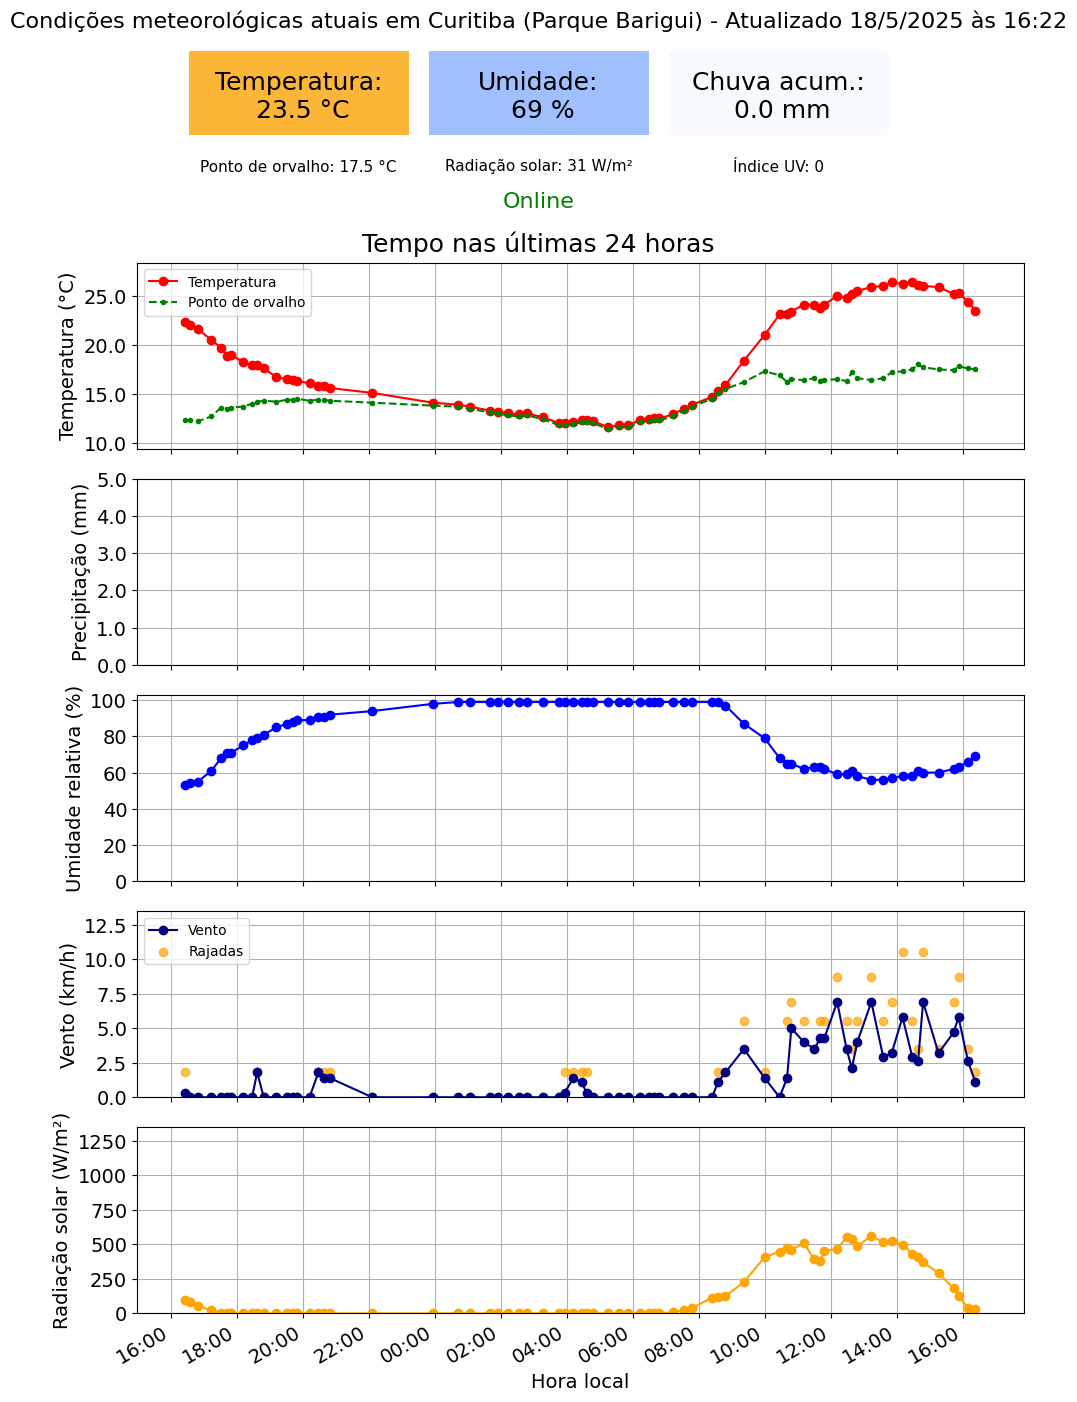 Condições meteorológicas atuais em Curitiba (Parque Barigui) - Atualizado 18/5/2025 às 16:22
Temperatura:
23.5 °C
Umidade:
69 %
Chuva acum.:
0.0 mm
Ponto de orvalho: 17.5 °C
Radiação solar: 31 W/m²
Índice UV: 0
Online
Tempo nas últimas 24 horas
Temperatura (°C)
25.0
20.0
15.0
10.0
Temperatura
Ponto de orvalho
Precipitação (mm)
5.0
4.0
3.0
2.0
1.0
0.0
Umidade relativa (%)
100
80
60
40
20
0
Vento (km/h)
12.5
10.0
7.5
5.0
2.5
0.0
Vento
Rajadas
Radiação solar (W/m²)
1250
1000
750
500
250
0
16:00
18:00
20:00
22:00
00:00
02:00
04:00
06:00
08:00
10:00
12:00
14:00
16:00
Hora local